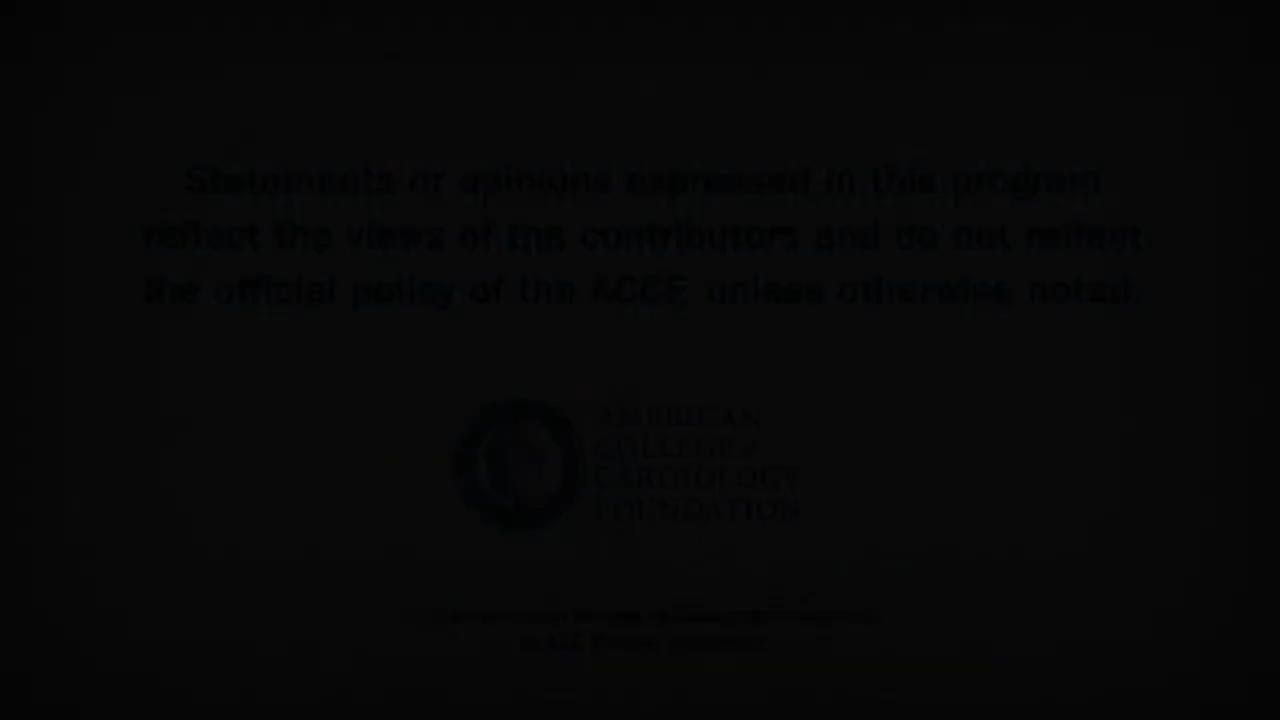 Statements or opinions expressed in this program
reflect the views of the contributors and do not reflect
the official policy of the ACCF, unless otherwise noted.
AMERICAN
COLLEGE of
CARDIOLOGY
FOUNDATION